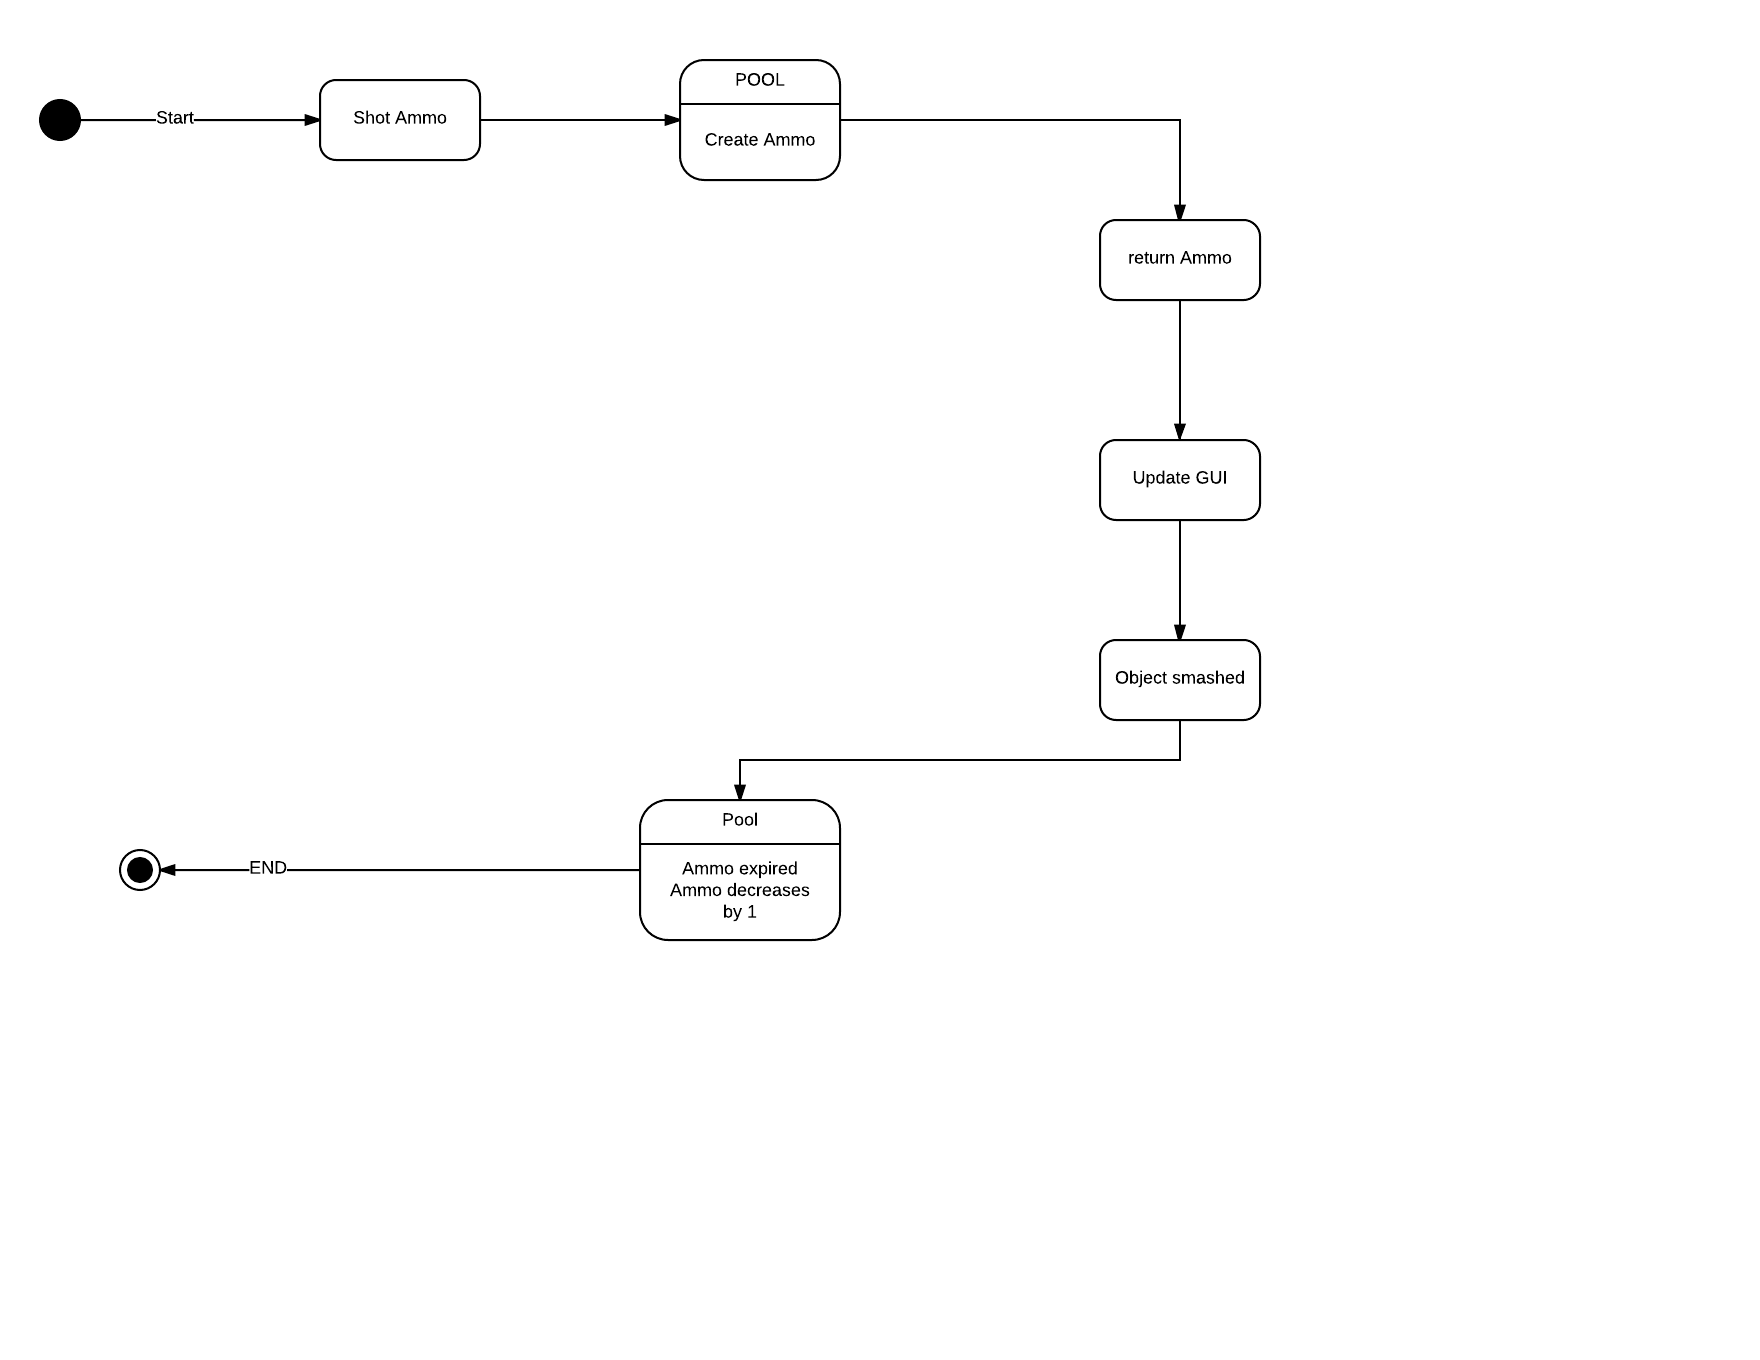 Start
Shot Ammo
POOL
Create Ammo
return Ammo
Update GUI
Object smashed
Pool
Ammo expired
Ammo decreases
by 1
END